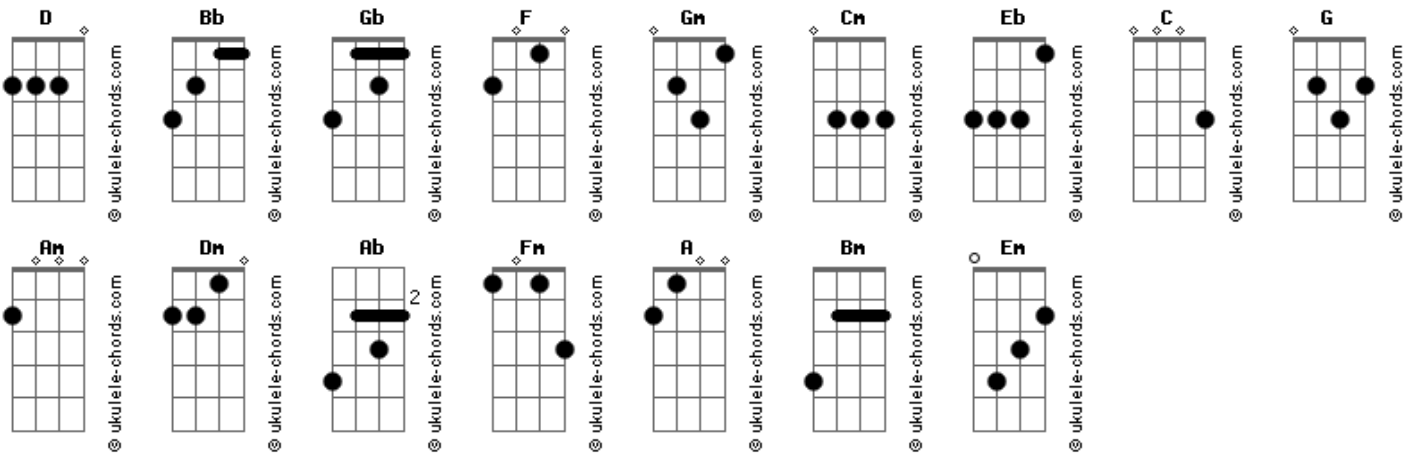 D Bb Gb F Gm Cm Eb C G
© ukulele-chords.com © ukulele-chords.com © ukulele-chords.com © ukulele-chords.com © ukulele-chords.com © ukulele-chords.com © ukulele-chords.com © ukulele-chords.com © ukulele-chords.com
Am Dm Ab Fm A Bm Em
2
© ukulele-chords.com © ukulele-chords.com © ukulele-chords.com © ukulele-chords.com © ukulele-chords.com © ukulele-chords.com © ukulele-chords.com